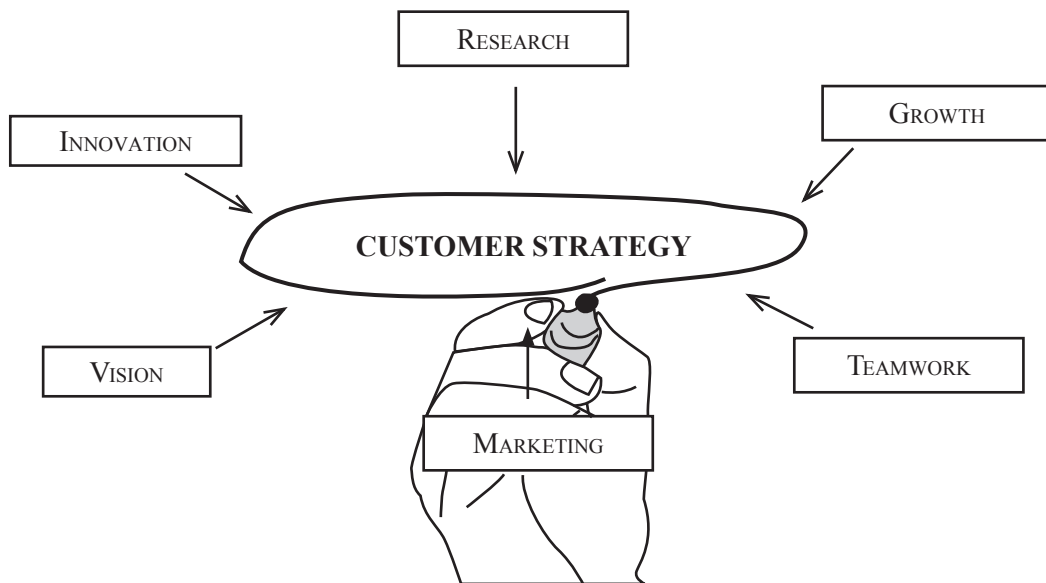 RESEARCH
INNOVATION
GROWTH
CUSTOMER STRATEGY
VISION
TEAMWORK
MARKETING